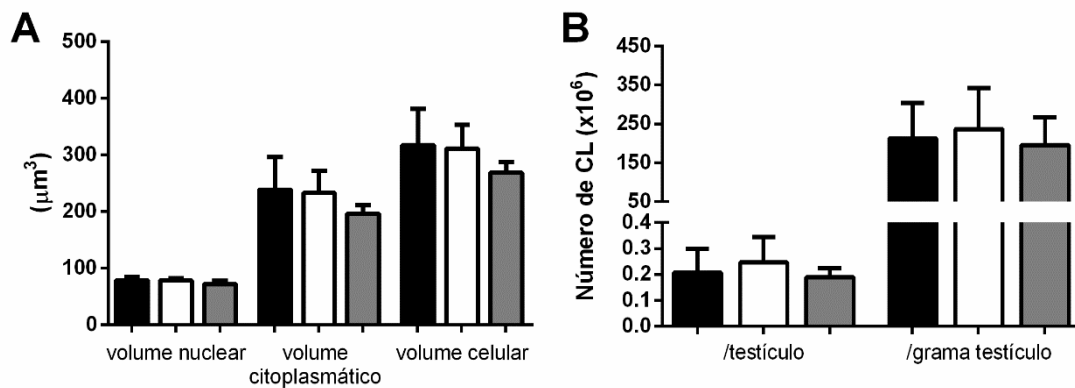 A
500
400
300
200
100
0
(µm³)
volume nuclear
volume
citoplasmático
volume celular
B
450
350
250
150
50
0.4
0.3
0.2
0.1
0.0
Número de CL (x10⁶)
/testículo
/grama testículo